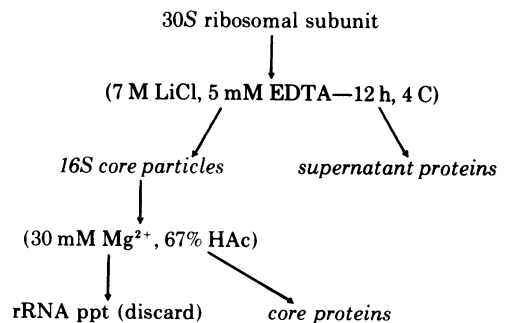 30S ribosomal subunit
(7 M LiCl, 5 mM EDTA—12 h, 4 C)
16S core particles supernatant proteins
(30 mM Mg²⁺, 67% HAc)
rRNA ppt (discard) core proteins